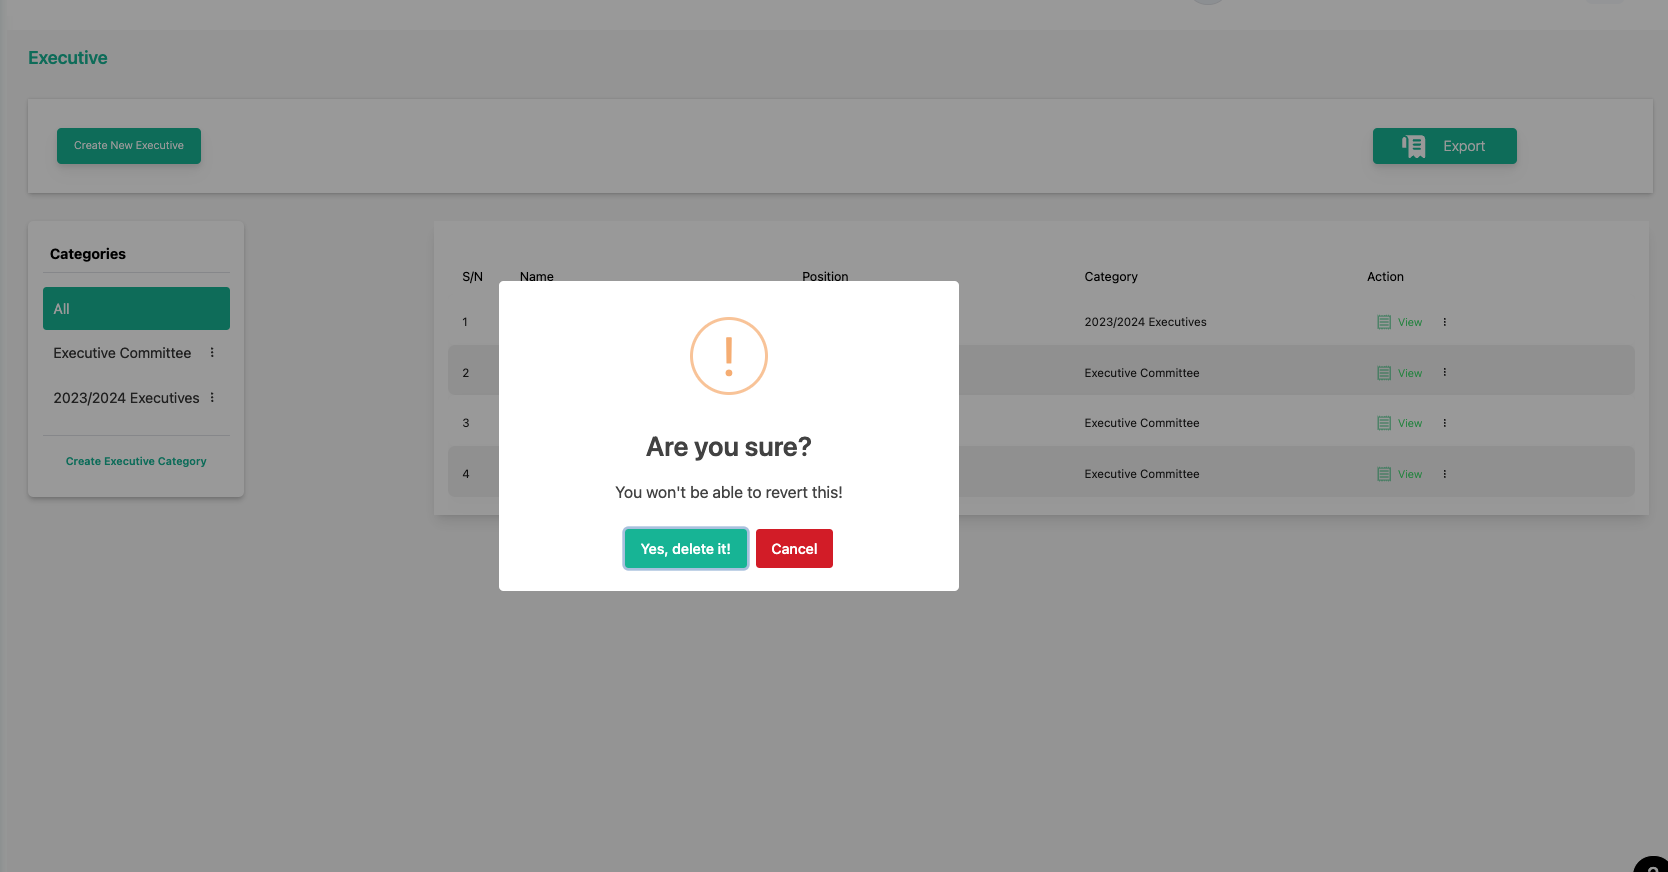 Executive
Create New Executive
Export
Categories
All
Executive Committee
2023/2024 Executives
Create Executive Category
S/N Name Position Category Action
1 2023/2024 Executives View
2 Executive Committee View
3 Executive Committee View
4 Executive Committee View
!
Are you sure?
You won't be able to revert this!
Yes, delete it! Cancel